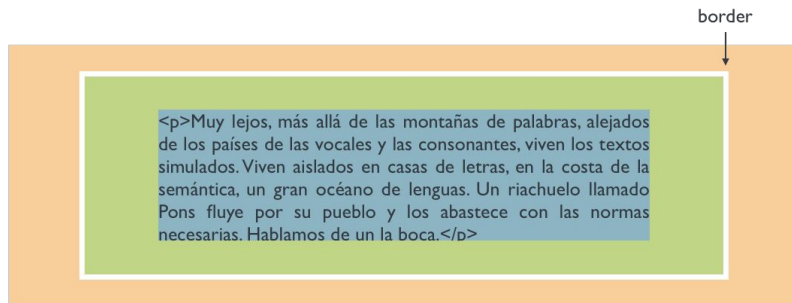 border
<p>Muy lejos, más allá de las montañas de palabras, alejados
de los países de las vocales y las consonantes, viven los textos
simulados. Viven aislados en casas de letras, en la costa de la
semántica, un gran océano de lenguas. Un riachuelo llamado
Pons fluye por su pueblo y los abastece con las normas
necesarias. Hablamos de un la boca.</p>